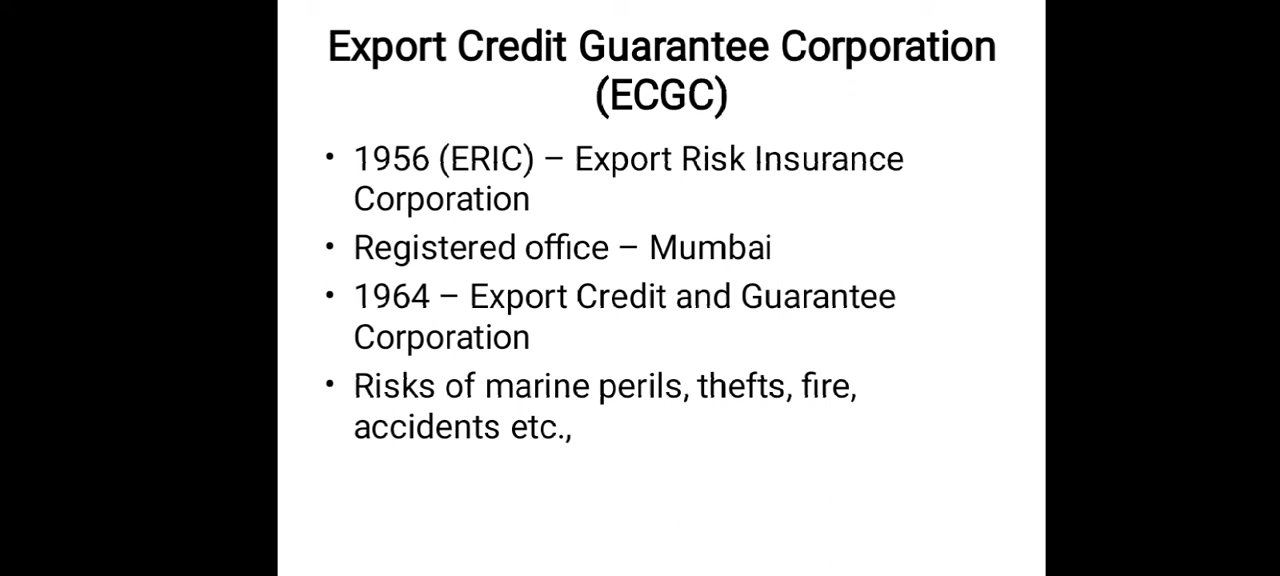 Export Credit Guarantee Corporation
(ECGC)
• 1956 (ERIC) – Export Risk Insurance
Corporation
• Registered office – Mumbai
• 1964 – Export Credit and Guarantee
Corporation
• Risks of marine perils, thefts, fire,
accidents etc.,